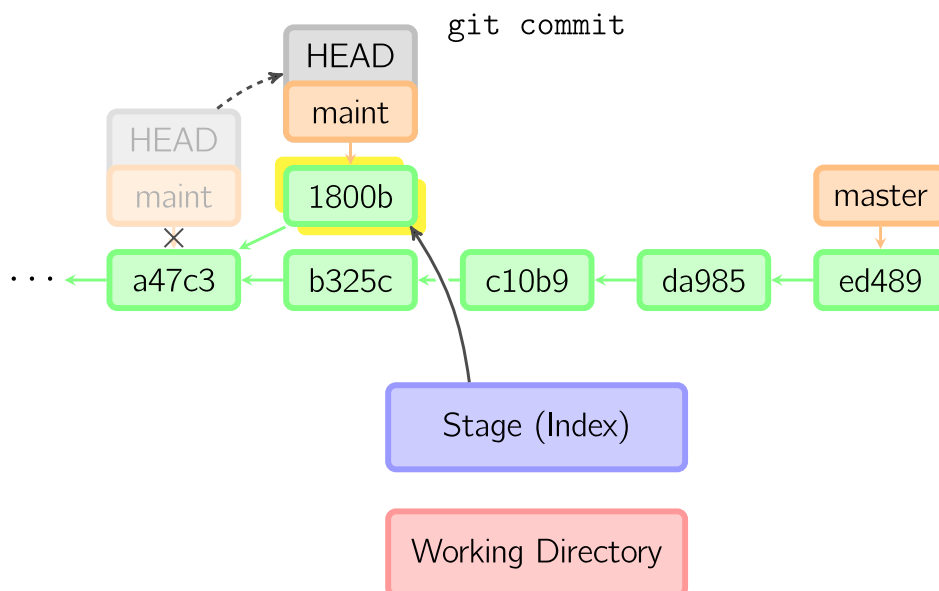 git commit
HEAD
maint
HEAD
maint
1800b
master
... a47c3 b325c c10b9 da985 ed489
Stage (Index)
Working Directory